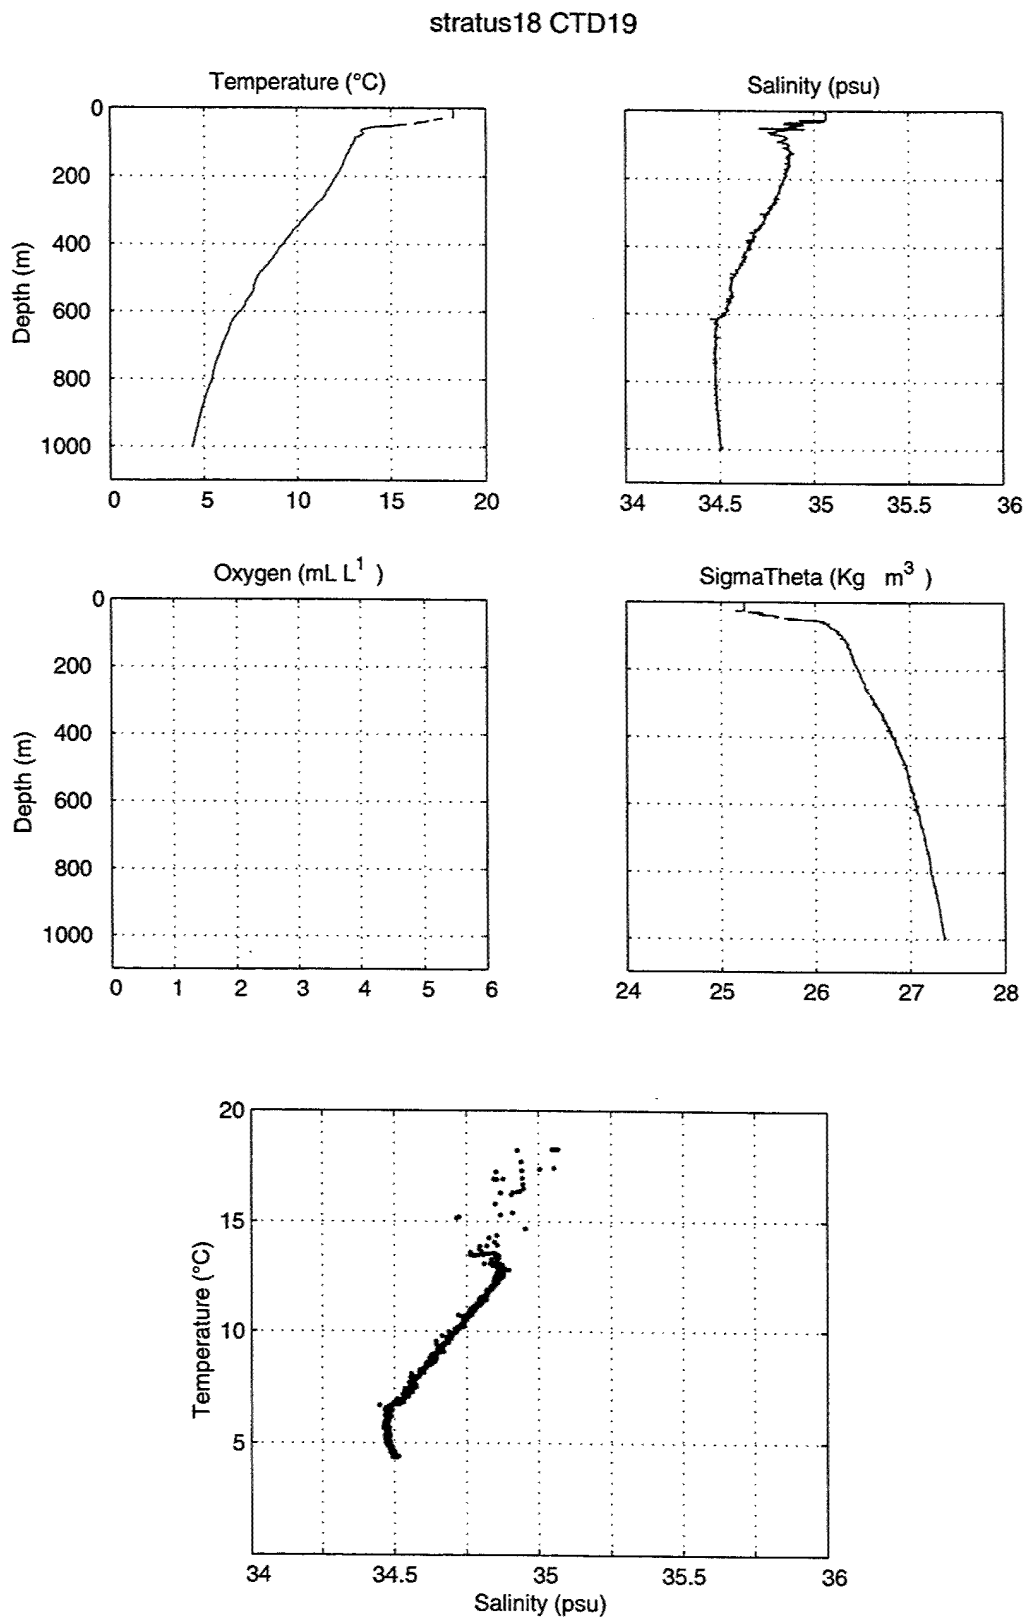 stratus18 CTD19
Temperature (°C)
0
200
400
600
800
1000
Depth (m)
0 5 10 15 20
Salinity (psu)
34 34.5 35 35.5 36
Oxygen (mL L1 )
0
200
400
600
800
1000
Depth (m)
0 1 2 3 4 5 6
SigmaTheta (Kg m3 )
24 25 26 27 28
20
15
10
5
Temperature (°C)
34 34.5 35 35.5 36
Salinity (psu)